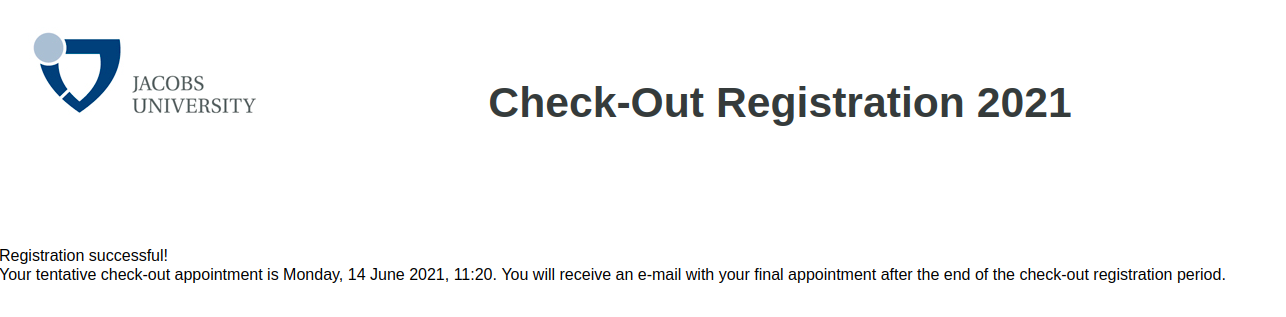 JACOBS
UNIVERSITY
Check-Out Registration 2021
Registration successful!
Your tentative check-out appointment is Monday, 14 June 2021, 11:20. You will receive an e-mail with your final appointment after the end of the check-out registration period.